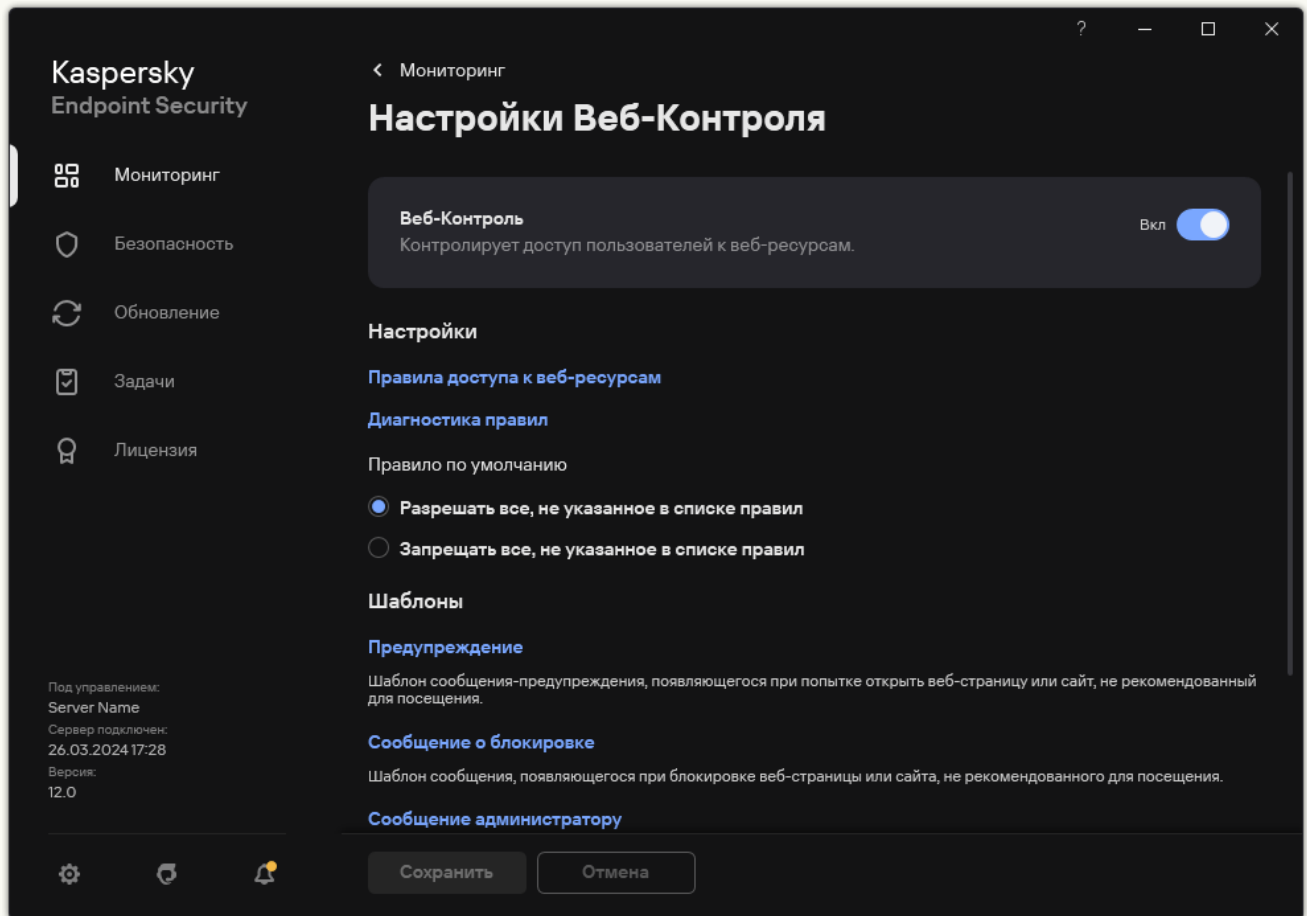 ?
Kaspersky
Endpoint Security
Мониторинг
Безопасность
Обновление
Задачи
Лицензия
Под управлением:
Server Name
Сервер подключен:
26.03.2024 17:28
Версия:
12.0
Мониторинг
Настройки Веб-Контроля
Веб-Контроль
Контролирует доступ пользователей к веб-ресурсам.
Вкл
Настройки
Правила доступа к веб-ресурсам
Диагностика правил
Правило по умолчанию
Разрешать все, не указанное в списке правил
Запрещать все, не указанное в списке правил
Шаблоны
Предупреждение
Шаблон сообщения-предупреждения, появляющегося при попытке открыть веб-страницу или сайт, не рекомендованный
для посещения.
Сообщение о блокировке
Шаблон сообщения, появляющегося при блокировке веб-страницы или сайта, не рекомендованного для посещения.
Сообщение администратору
Сохранить
Отмена